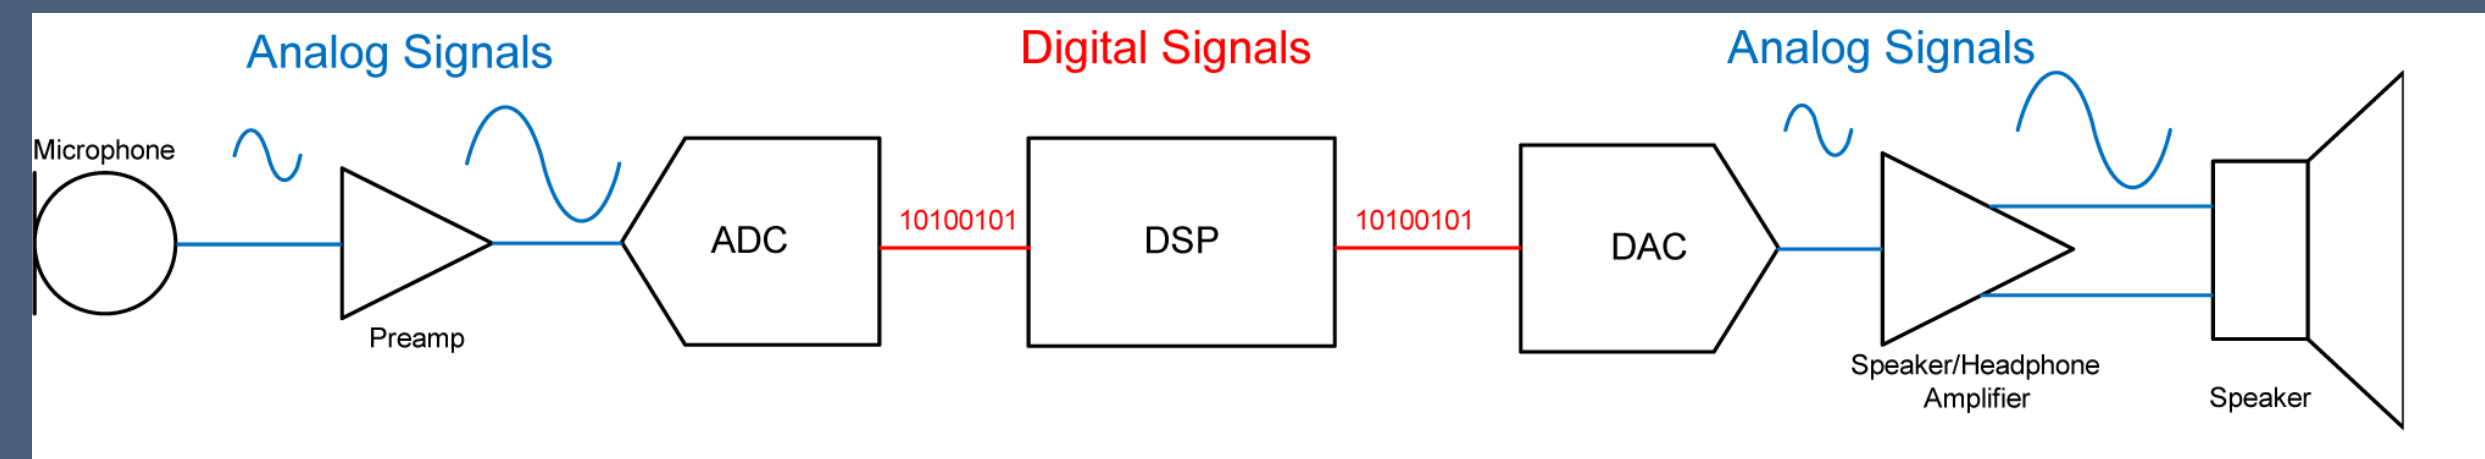 Analog Signals
Digital Signals
Analog Signals
Microphone
Preamp
ADC
10100101
DSP
10100101
DAC
Speaker/Headphone
Amplifier
Speaker